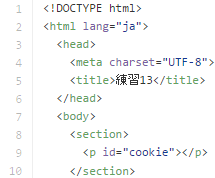 1 <!DOCTYPE html>
2 <html lang="ja">
3 <head>
4 <meta charset="UTF-8">
5 <title>練習13</title>
6 </head>
7 <body>
8 <section>
9 <p id="cookie"></p>
10 </section>